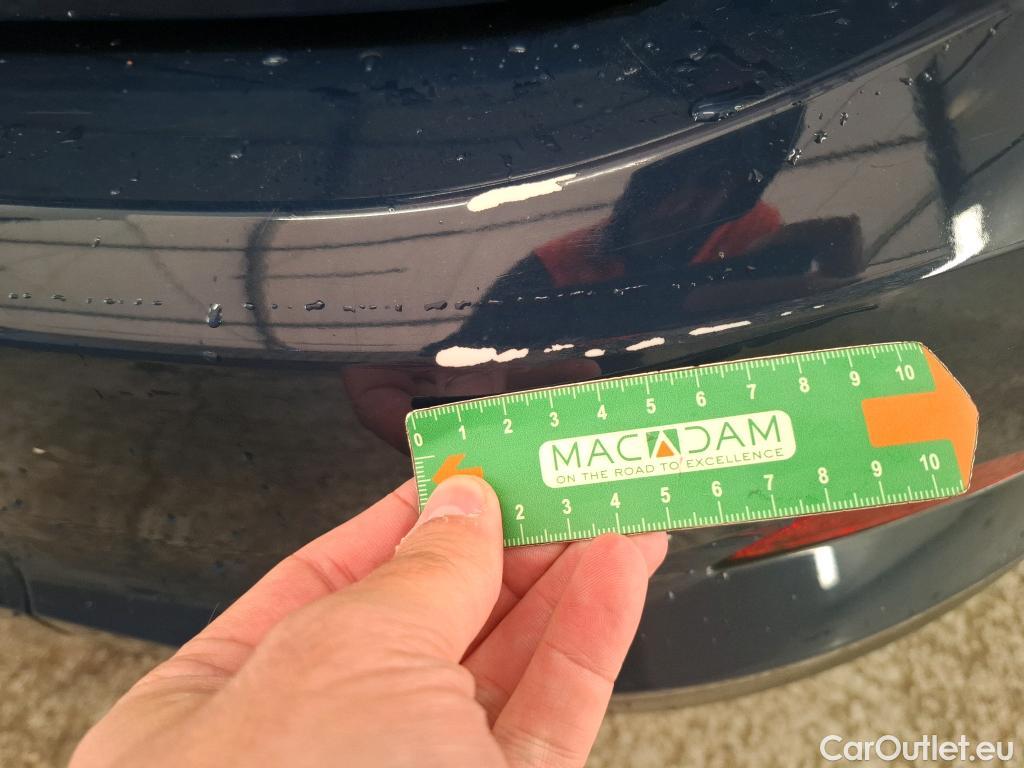 0 1 2 3 4 5 6 7 8 9 10
MACADAM
ON THE ROAD TO EXCELLENCE
2 3 4 5 6 7 8 9 10
CarOutlet.eu